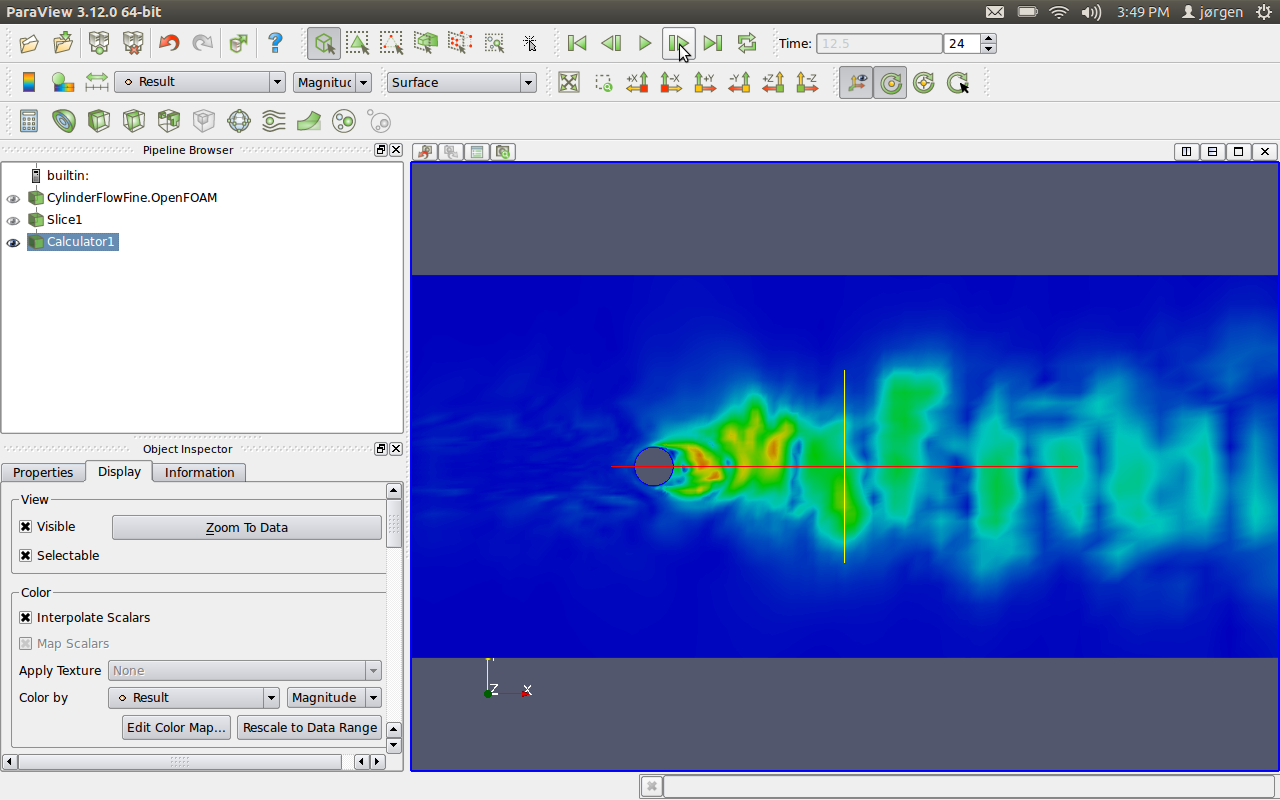 ParaView 3.12.0 64-bit
3:49 PM jørgen
Time: 12.5 24
Result Magnituc Surface
+X -X +Y -Y +Z -Z
Pipeline Browser
builtin:
CylinderFlowFine.OpenFOAM
Slice1
Calculator1
Object Inspector
Properties Display Information
View
Visible Zoom To Data
Selectable
Color
Interpolate Scalars
Map Scalars
Apply Texture None
Color by Result Magnitude
Edit Color Map... Rescale to Data Range
Z X